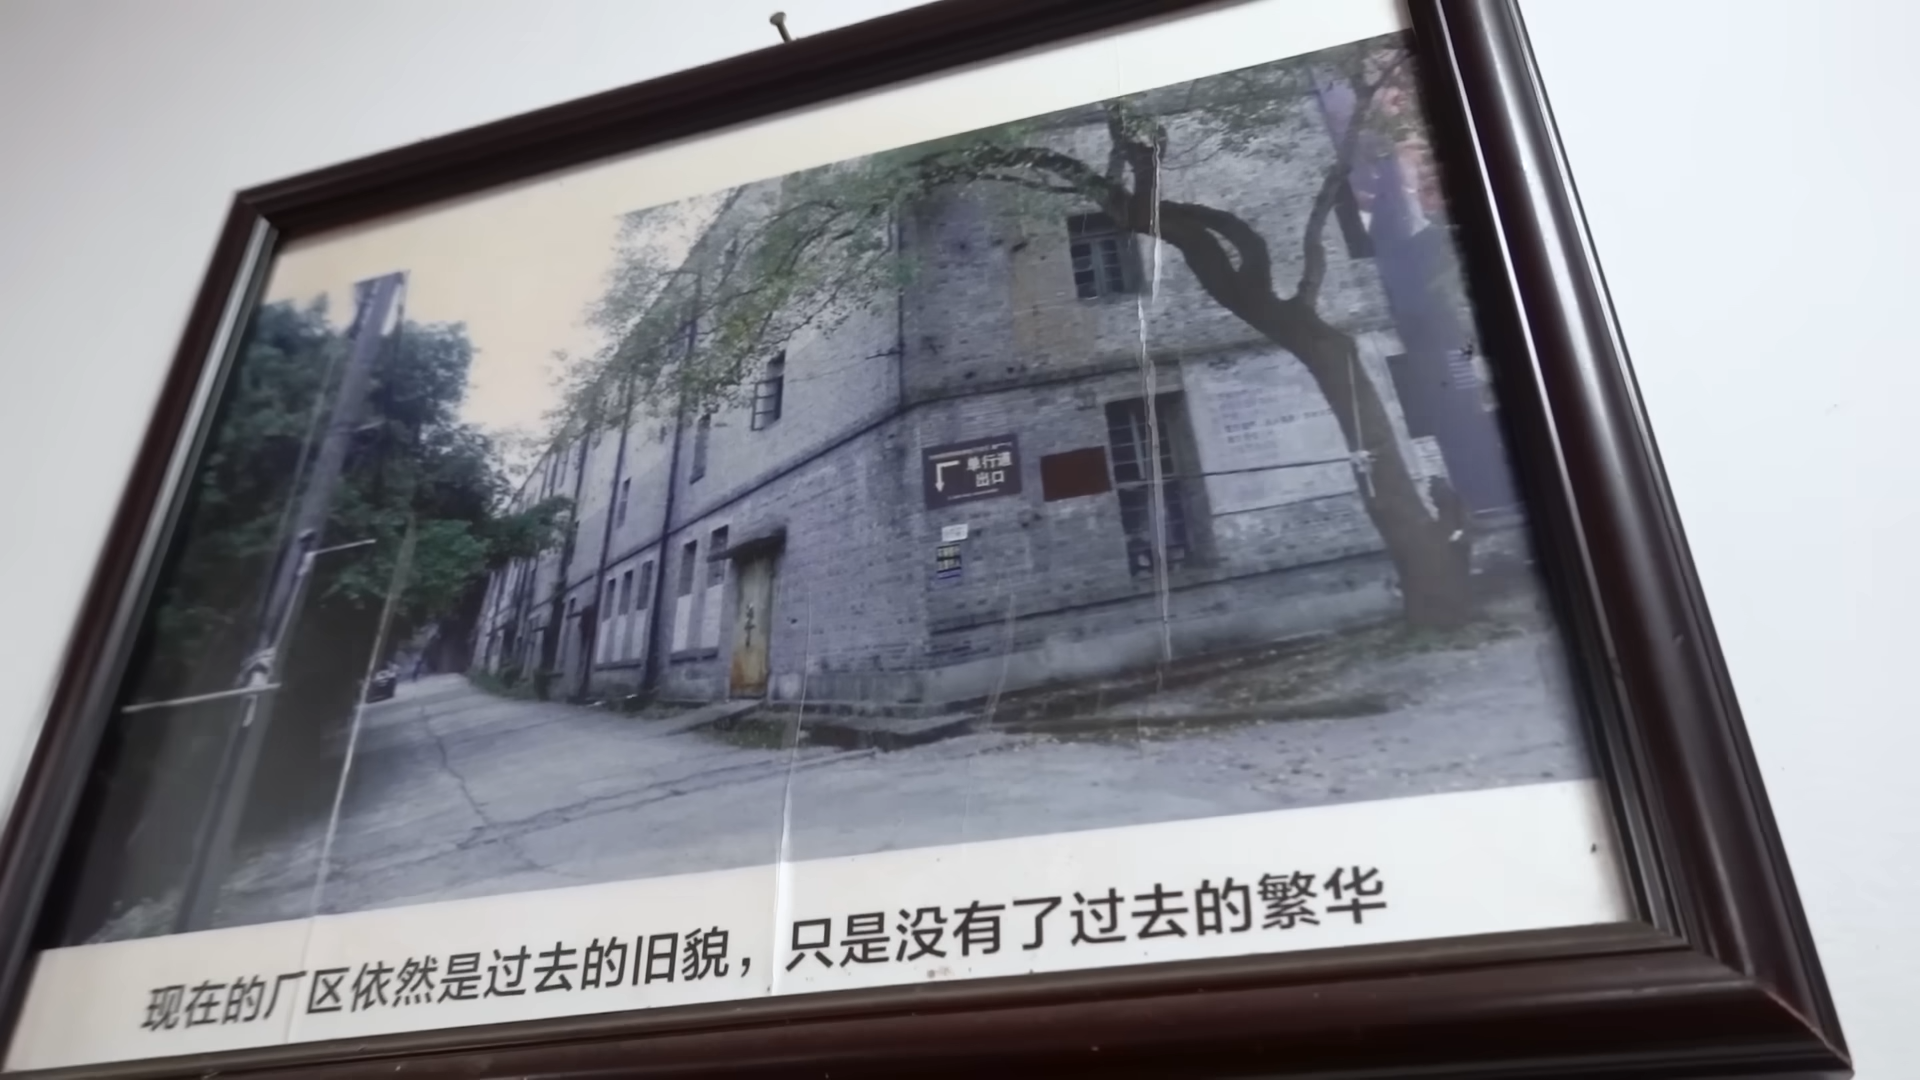 单行道
出口
现在的厂区依然是过去的旧貌，只是没有了过去的繁华